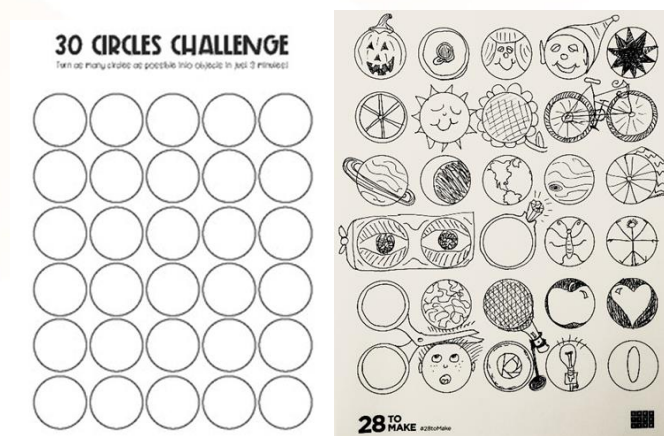 30 CIRCLES CHALLENGE
Turn as many circles as possible into objects in just 3 minutes!
28 TO
MAKE #28toMake